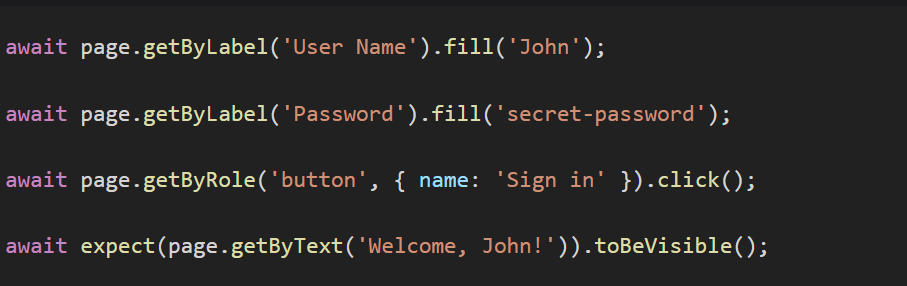 await page.getByLabel('User Name').fill('John');
await page.getByLabel('Password').fill('secret-password');
await page.getByRole('button', { name: 'Sign in' }).click();
await expect(page.getByText('Welcome, John!')).toBeVisible();